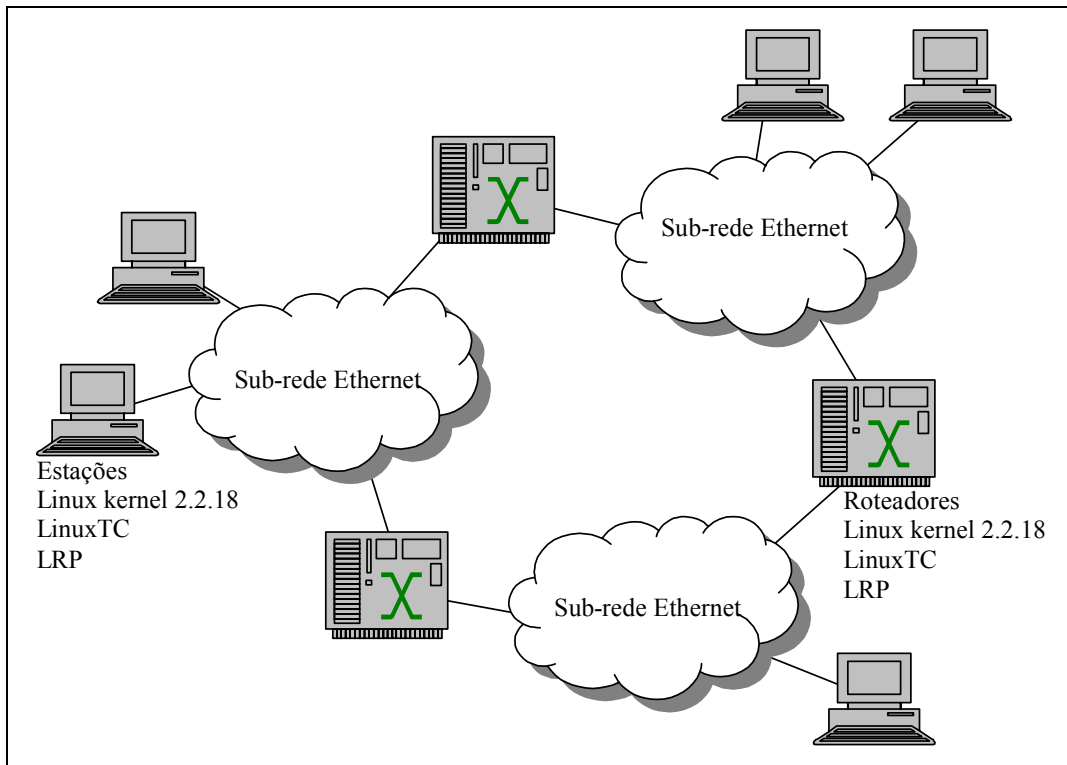 Sub-rede Ethernet
Sub-rede Ethernet
Estações
Linux kernel 2.2.18
LinuxTC
LRP
Roteadores
Linux kernel 2.2.18
LinuxTC
LRP
Sub-rede Ethernet